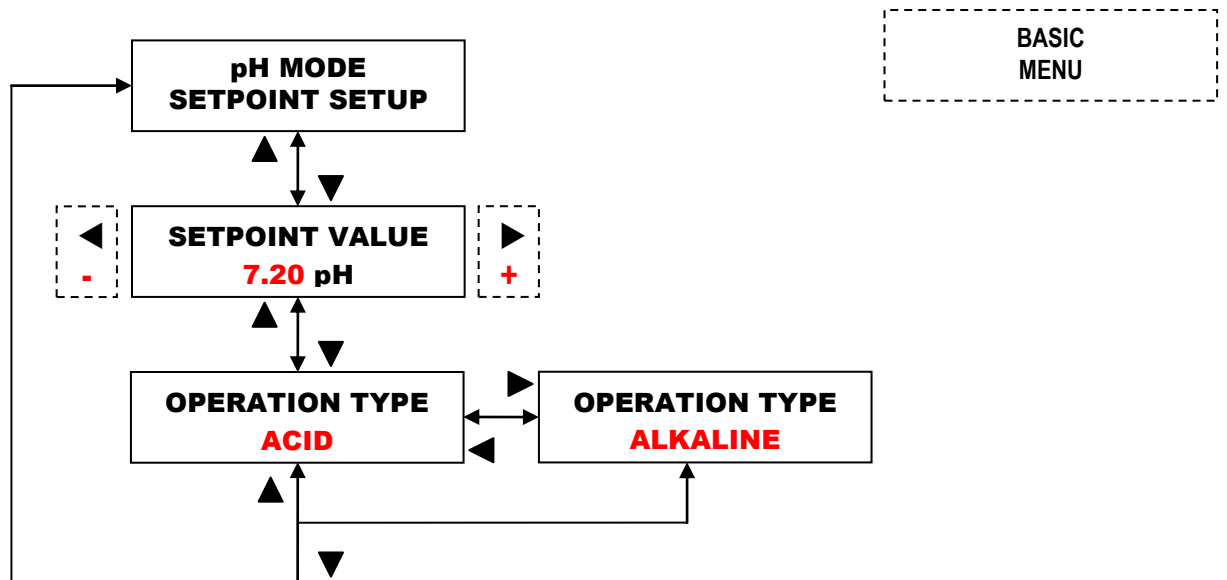 BASIC
MENU
pH MODE
SETPOINT SETUP
SETPOINT VALUE
- 7.20 pH +
OPERATION TYPE
ACID
OPERATION TYPE
ALKALINE